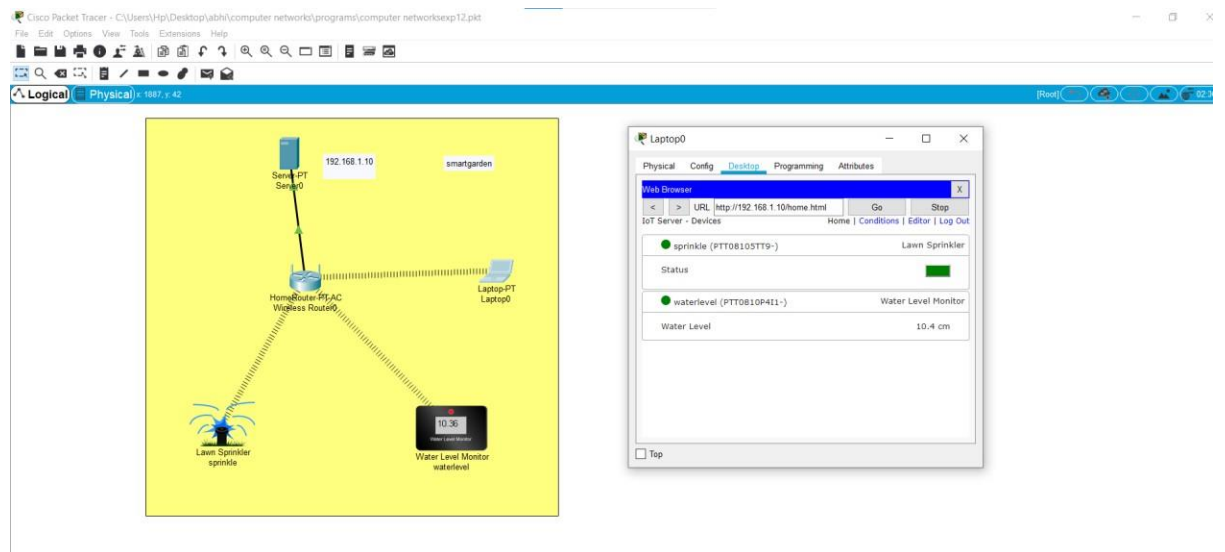 Cisco Packet Tracer - C:\Users\Hp\Desktop\abhi\computer networks\programs\computer networksexp12.pkt
File Edit Options View Tools Extensions Help
Logical Physical x: 1087, y: 42
[Root]
192.168.1.10
smartgarden
Server-PT
Server0
HomeRouter-PT-AC
Wireless Router0
Laptop-PT
Laptop0
Lawn Sprinkler
sprinkle
10.36
Water Level Monitor
Water Level Monitor
waterlevel
Laptop0
Physical Config Desktop Programming Attributes
Web Browser X
< > URL http://192.168.1.10/home.html Go Stop
IoT Server - Devices Home | Conditions | Editor | Log Out
sprinkle (PTT08105TT9-) Lawn Sprinkler
Status
waterlevel (PTT0810P4I1-) Water Level Monitor
Water Level 10.4 cm
Top